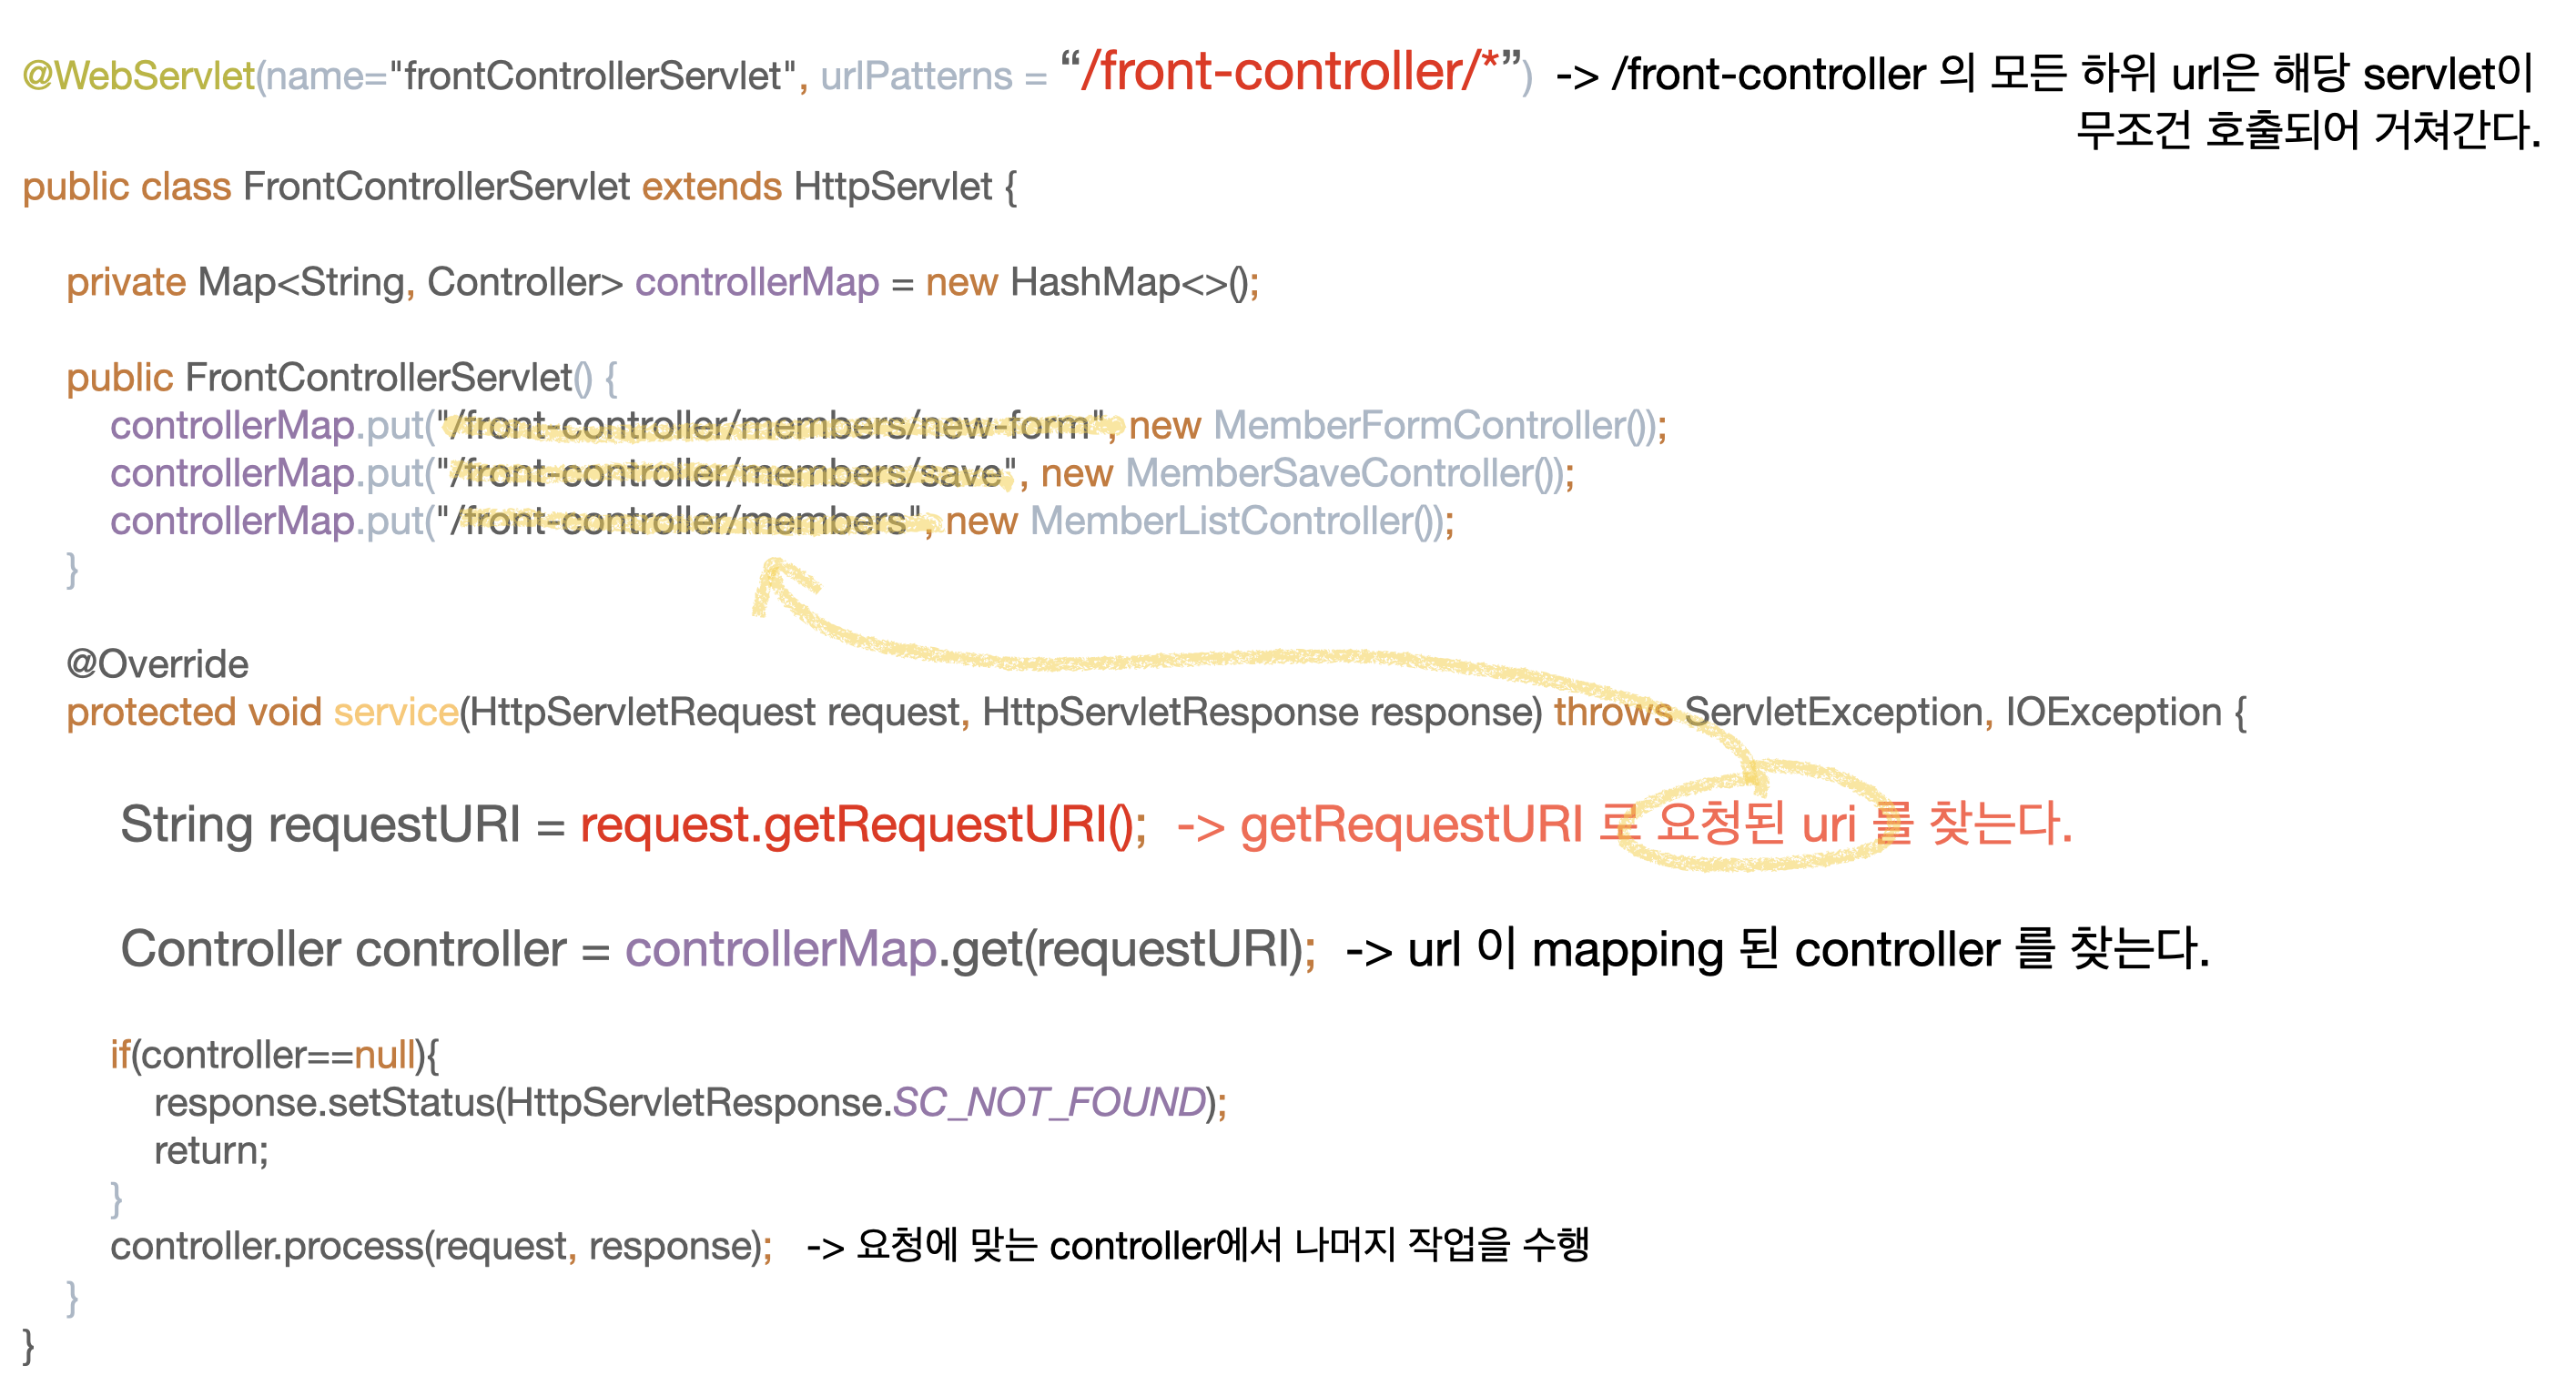 @WebServlet(name="frontControllerServlet", urlPatterns = “/front-controller/*”) -> /front-controller 의 모든 하위 url은 해당 servlet이
무조건 호출되어 거쳐간다.
public class FrontControllerServlet extends HttpServlet {
private Map<String, Controller> controllerMap = new HashMap<>();
public FrontControllerServlet() {
controllerMap.put("/front-controller/members/new-form", new MemberFormController());
controllerMap.put("/front-controller/members/save", new MemberSaveController());
controllerMap.put("/front-controller/members", new MemberListController());
}
@Override
protected void service(HttpServletRequest request, HttpServletResponse response) throws ServletException, IOException {
String requestURI = request.getRequestURI(); -> getRequestURI 로 요청된 uri 를 찾는다.
Controller controller = controllerMap.get(requestURI); -> url 이 mapping 된 controller 를 찾는다.
if(controller==null){
response.setStatus(HttpServletResponse.SC_NOT_FOUND);
return;
}
controller.process(request, response); -> 요청에 맞는 controller에서 나머지 작업을 수행
}
}